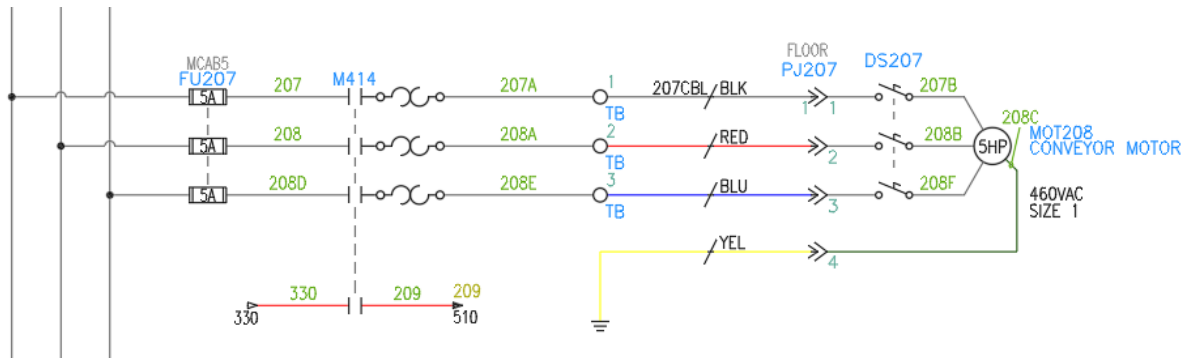 MCAB5
FU207
M414
FLOOR
PJ207
DS207
5A 207 207A 1 207CBL BLK 1 1 207B
TB
5A 208 208A 2 RED 2 208B 5HP 208C MOT208
CONVEYOR MOTOR
TB
5A 208D 208E 3 BLU 3 208F
TB
460VAC
SIZE 1
YEL 4
330 330 209 209 510